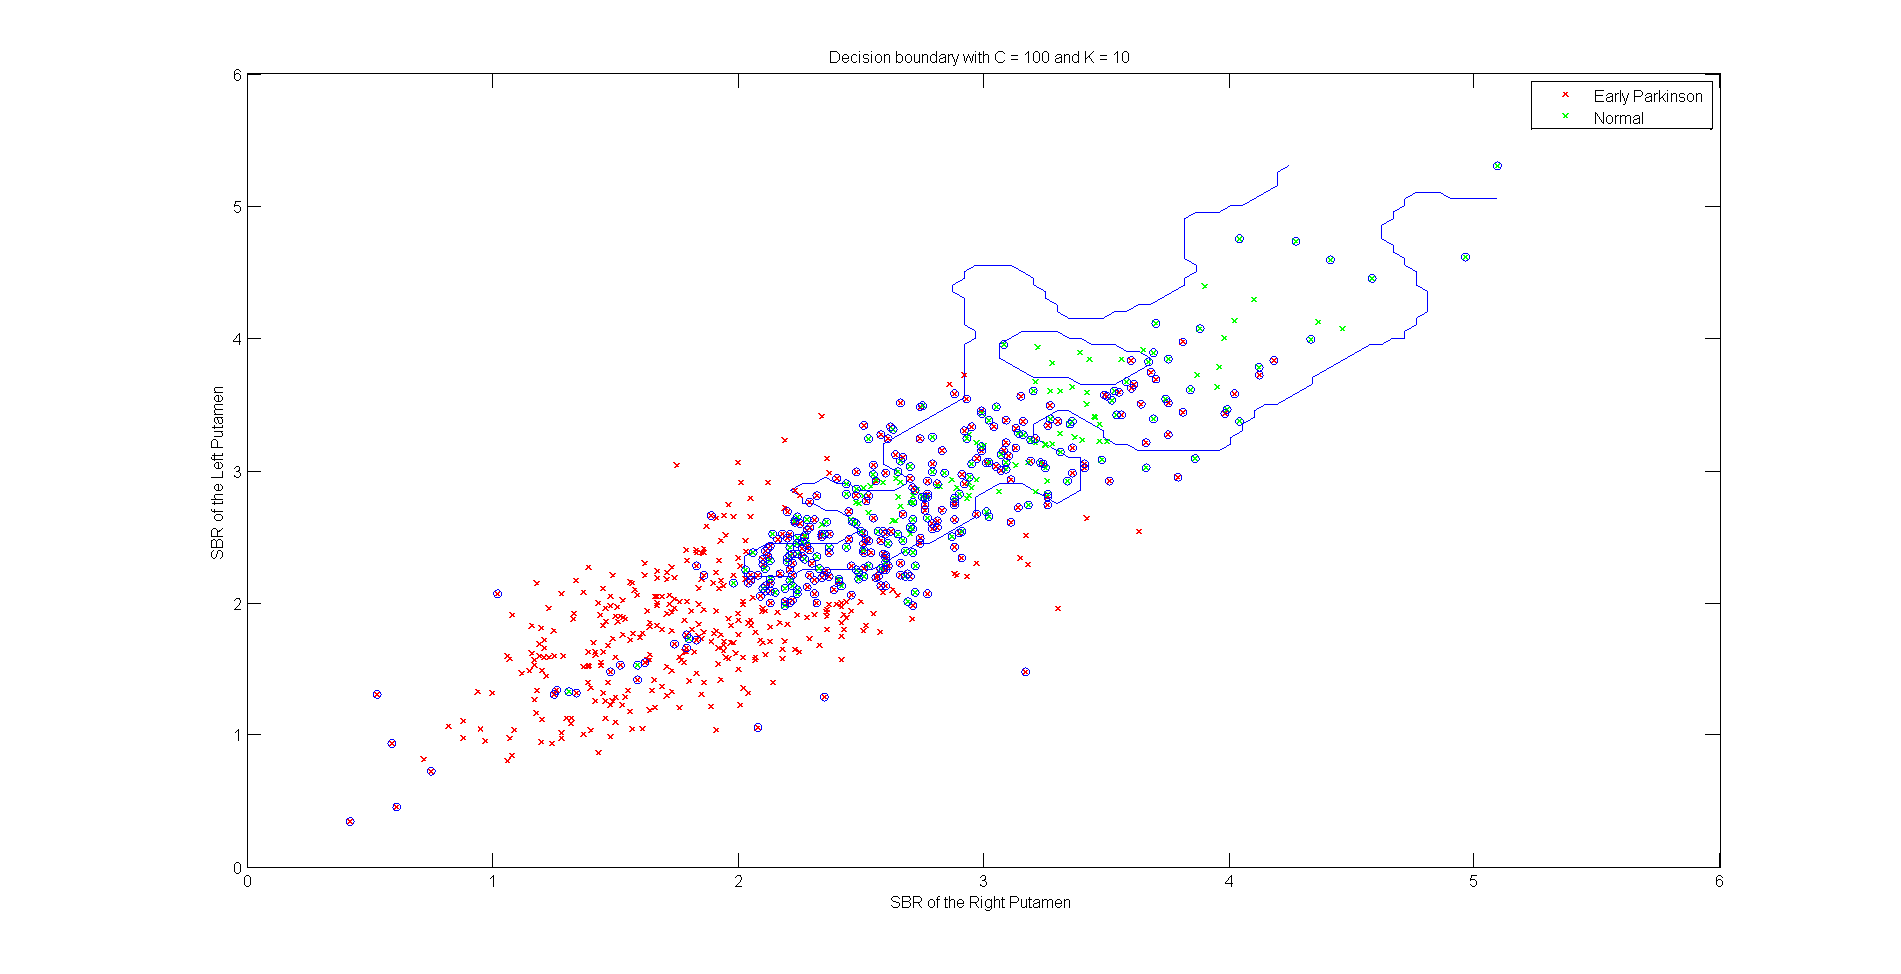 Decision boundary with C = 100 and K = 10
Early Parkinson
Normal
6
5
4
3
2
1
0
SBR of the Left Putamen
0 1 2 3 4 5 6
SBR of the Right Putamen